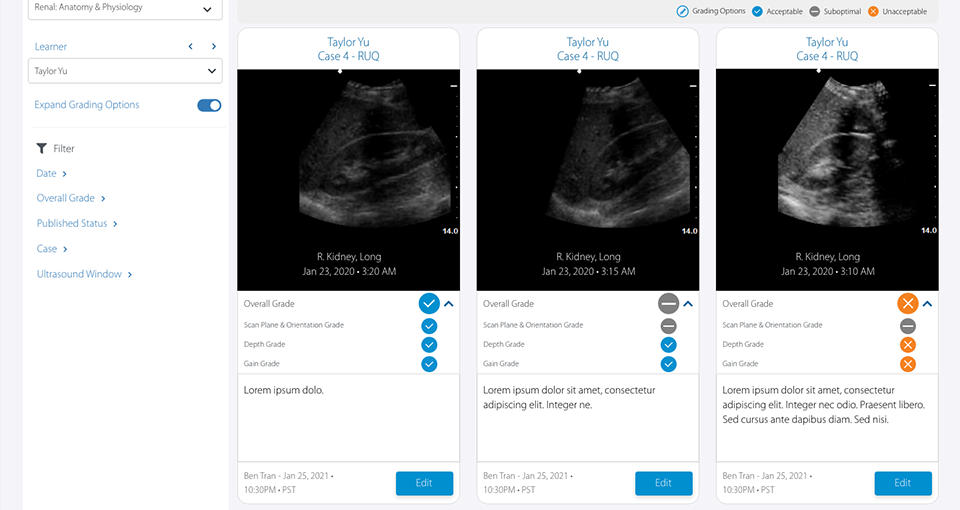 Renal: Anatomy & Physiology
Grading Options
Acceptable
Suboptimal
Unacceptable
Learner
Taylor Yu
Expand Grading Options
Filter
Date
Overall Grade
Published Status
Case
Ultrasound Window
Taylor Yu
Case 4 - RUQ
14.0
R. Kidney, Long
Jan 23, 2020 • 3:20 AM
Overall Grade
Scan Plane & Orientation Grade
Depth Grade
Gain Grade
Lorem ipsum dolo.
Ben Tran - Jan 25, 2021 •
10:30PM • PST
Edit
Taylor Yu
Case 4 - RUQ
14.0
R. Kidney, Long
Jan 23, 2020 • 3:15 AM
Overall Grade
Scan Plane & Orientation Grade
Depth Grade
Gain Grade
Lorem ipsum dolor sit amet, consectetur
adipiscing elit. Integer ne.
Ben Tran - Jan 25, 2021 •
10:30PM • PST
Edit
Taylor Yu
Case 4 - RUQ
14.0
R. Kidney, Long
Jan 23, 2020 • 3:10 AM
Overall Grade
Scan Plane & Orientation Grade
Depth Grade
Gain Grade
Lorem ipsum dolor sit amet, consectetur
adipiscing elit. Integer nec odio. Praesent libero.
Sed cursus ante dapibus diam. Sed nisi.
Ben Tran - Jan 25, 2021 •
10:30PM • PST
Edit